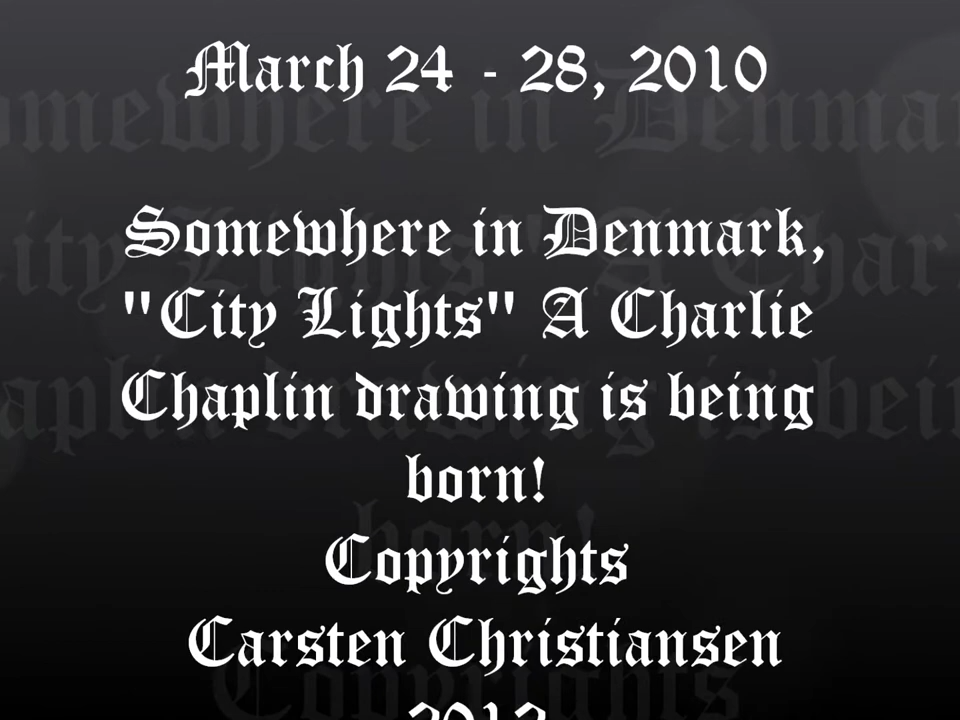 March 24 - 28, 2010
Somewhere in Denmark,
"City Lights" A Charlie
Chaplin drawing is being
born!
Copyrights
Carsten Christiansen